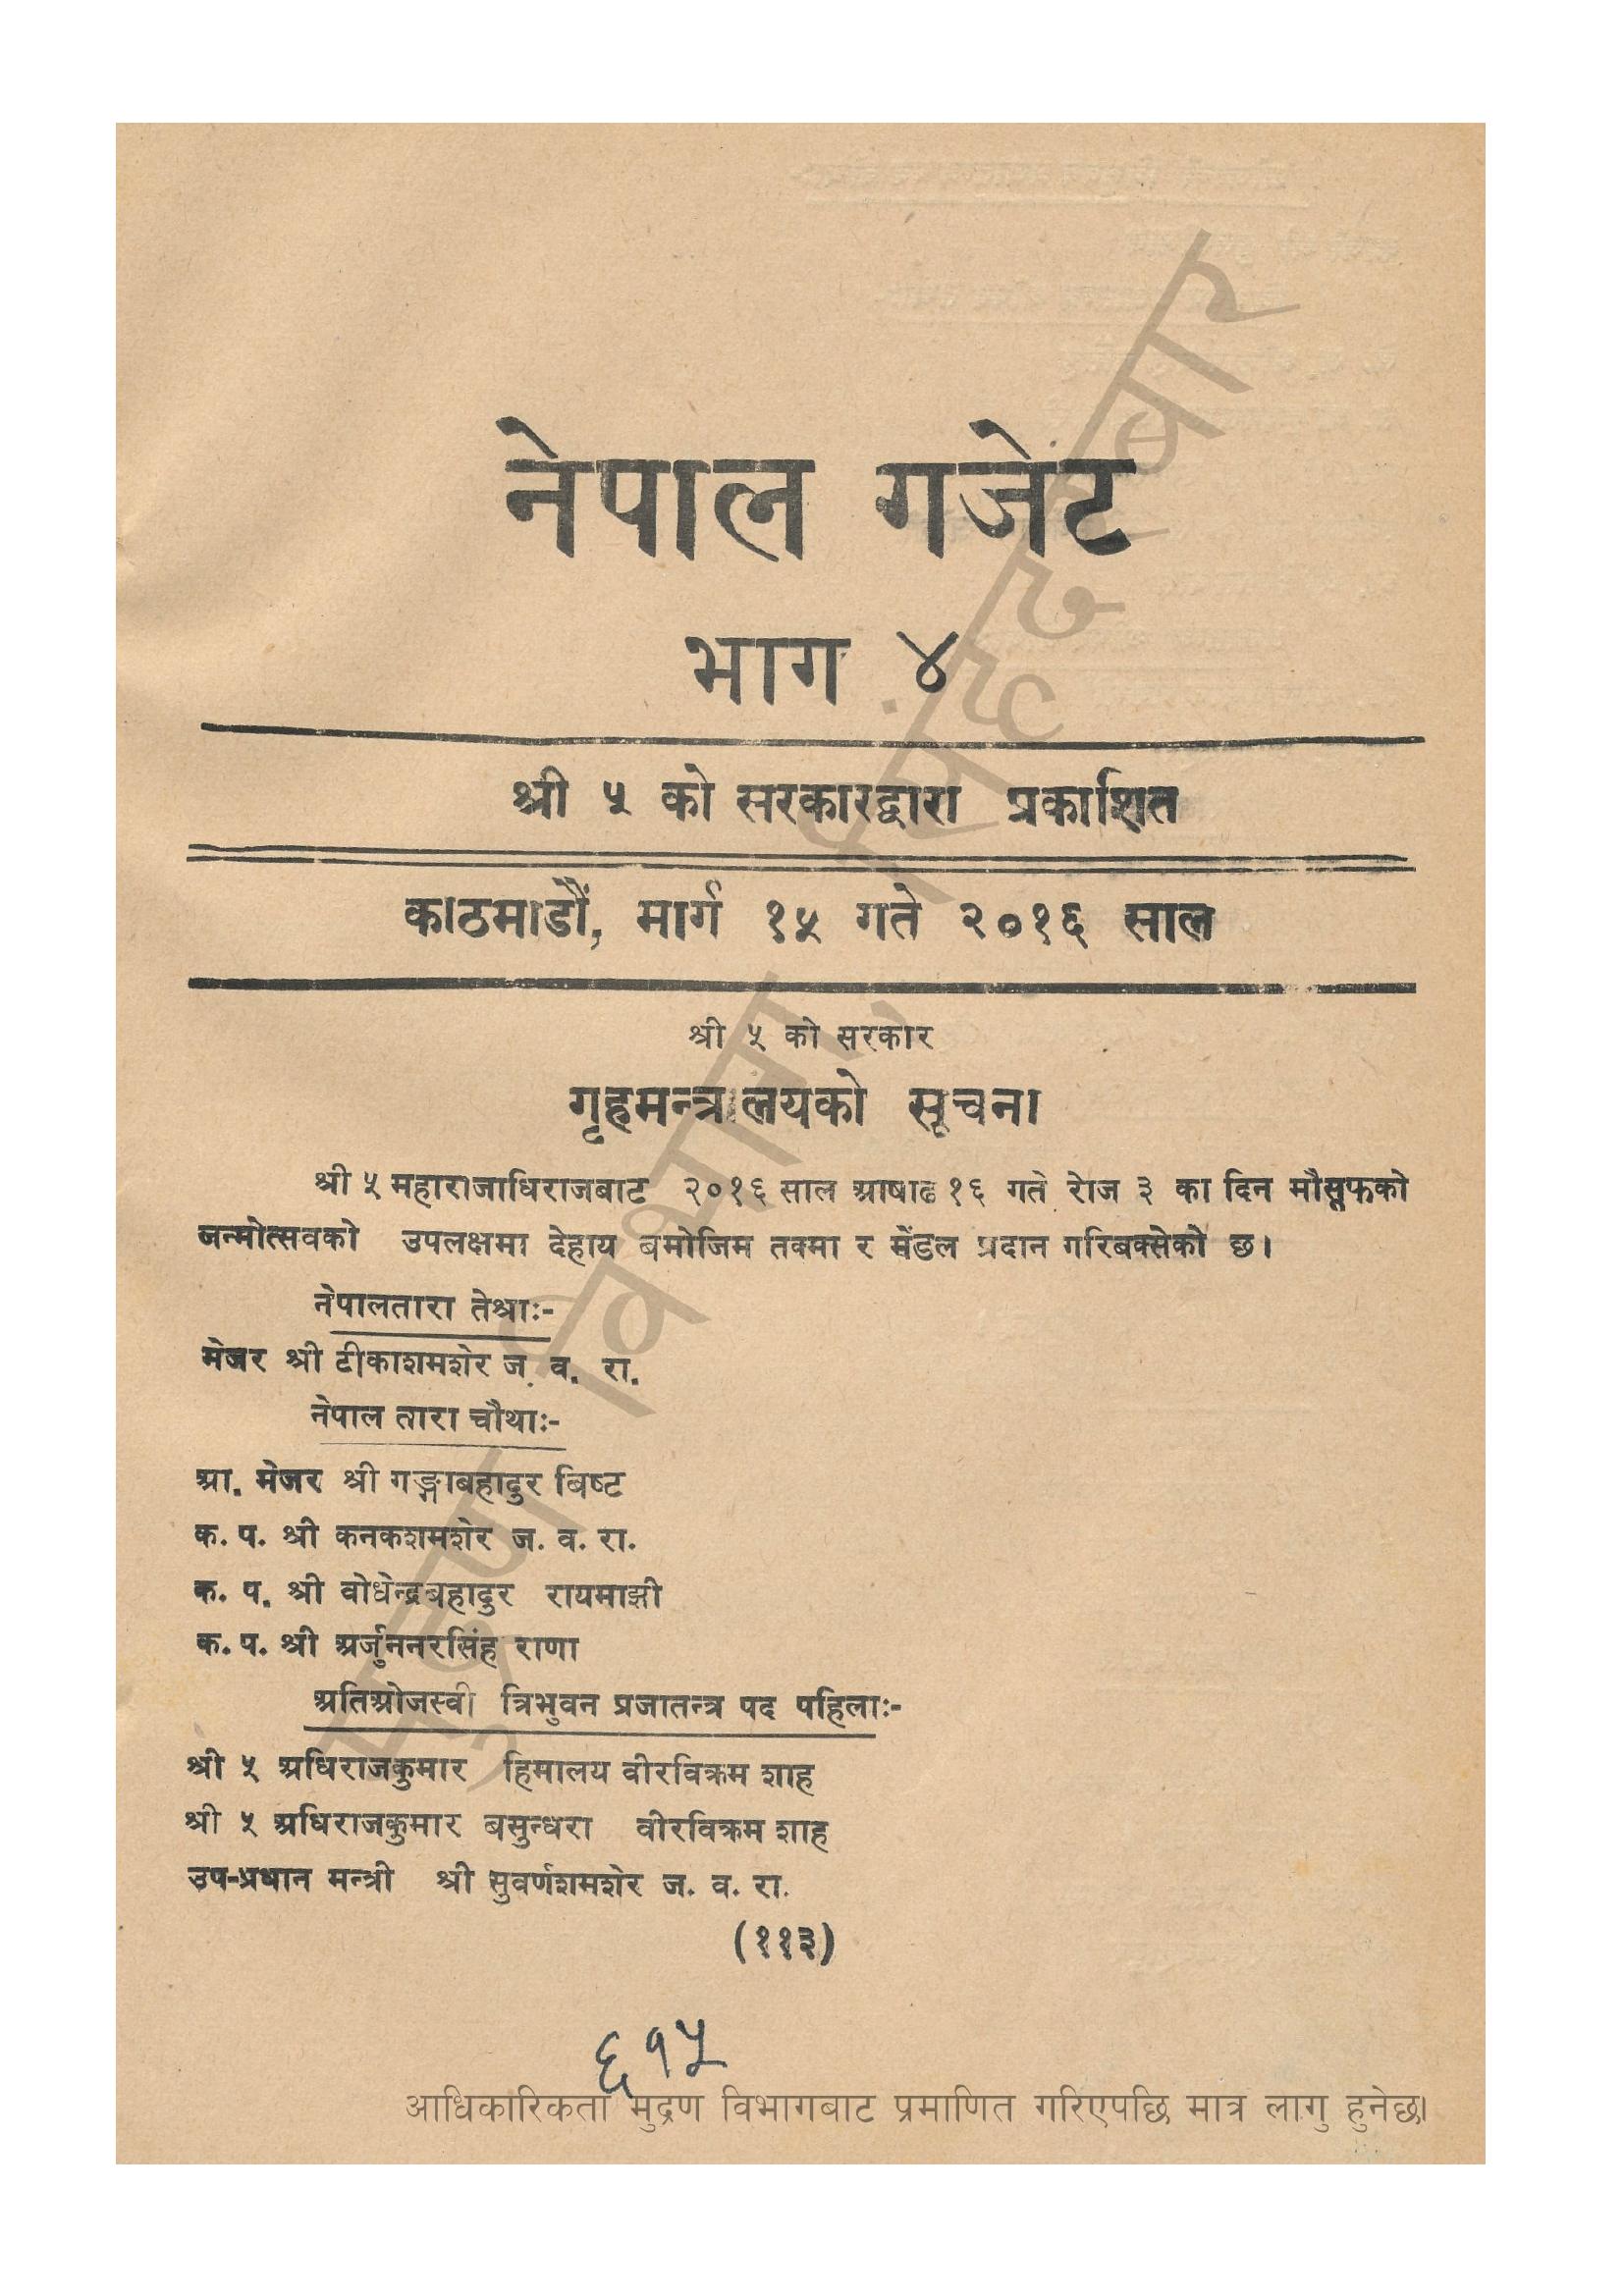 नेपाल गजेट
भाग ४
श्री ५ को सरकारद्वारा प्रकाशित
काठमाडौं, मार्ग १५ गते २०१६ साल
श्री ५ को सरकार
गृहमन्त्रालयको सूचना
श्री ५ महाराजाधिराजबाट २०१६ साल आषाढ १६ गते रोज ३ का दिन मौसूफको
जन्मोत्सवको उपलक्षमा देहाय बमोजिम तक्मा र मेंडल प्रदान गरिबक्सेको छ।
नेपालतारा तेश्राः-
मेजर श्री टीकाशमशेर ज. व. रा.
नेपाल तारा चौथाः-
आ. मेजर श्री गङ्गाबहादुर बिष्ट
क. प. श्री कनकशमशेर ज. व. रा.
क. प. श्री वोधेन्द्रबहादुर रायमाझी
क. प. श्री अर्जुननरसिंह राणा
अतिओजस्वी त्रिभुवन प्रजातन्त्र पद पहिलाः-
श्री ५ अधिराजकुमार हिमालय वीरविक्रम शाह
श्री ५ अधिराजकुमार बसुन्धरा वीरविक्रम शाह
उप-प्रधान मन्त्री श्री सुवर्णशमशेर ज. व. रा.
(११३)
६१५
आधिकारिकता मुद्रण विभागबाट प्रमाणित गरिएपछि मात्र लागु हुनेछ।
मुद्रण विभाग, सिंहदरबार